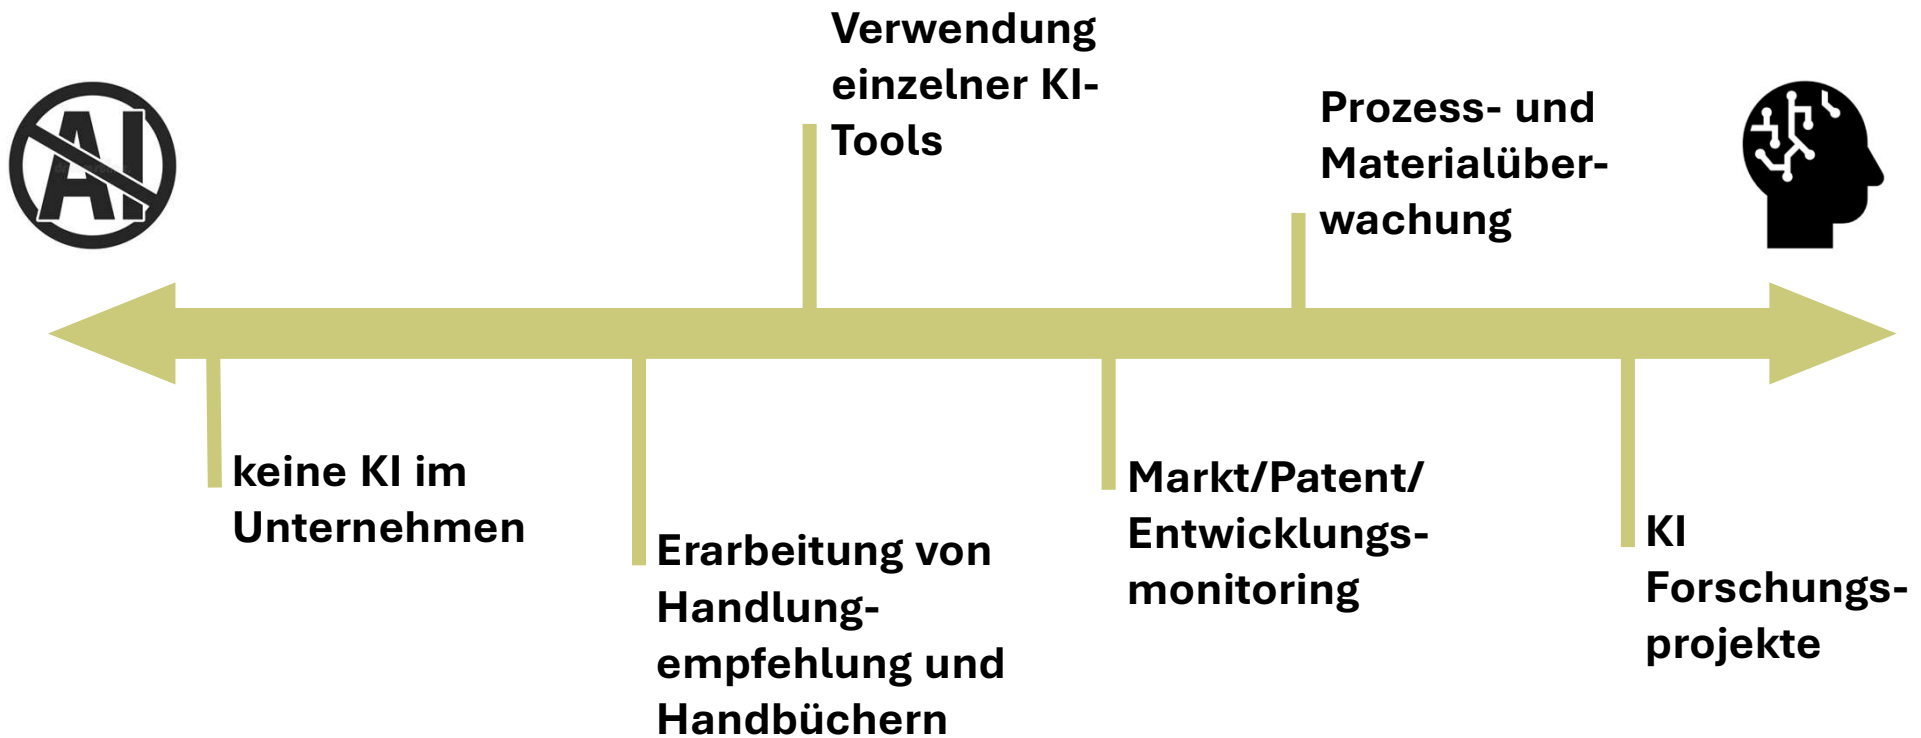 Verwendung
einzelner KI-
Tools
Prozess- und
Materialüber-
wachung
AI
keine KI im
Unternehmen
Erarbeitung von
Handlung-
empfehlung und
Handbüchern
Markt/Patent/
Entwicklungs-
monitoring
KI
Forschungs-
projekte